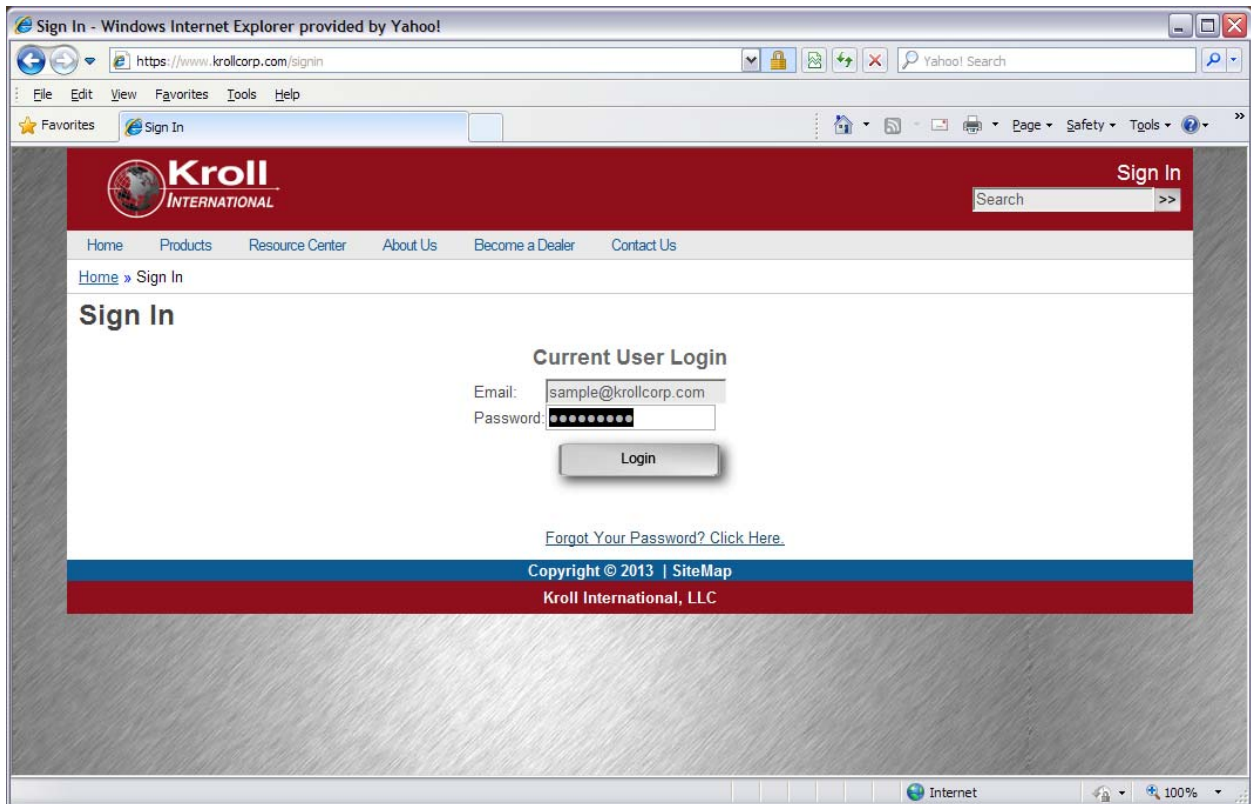 Sign In - Windows Internet Explorer provided by Yahoo!
https://www.krollcorp.com/signin
Yahoo! Search
File Edit View Favorites Tools Help
Favorites Sign In Page Safety Tools »
Kroll
INTERNATIONAL
Sign In
Search >>
Home Products Resource Center About Us Become a Dealer Contact Us
Home » Sign In
Sign In
Current User Login
Email: sample@krollcorp.com
Password: ●●●●●●●●●
Login
Forgot Your Password? Click Here.
Copyright © 2013 | SiteMap
Kroll International, LLC
Internet 100%